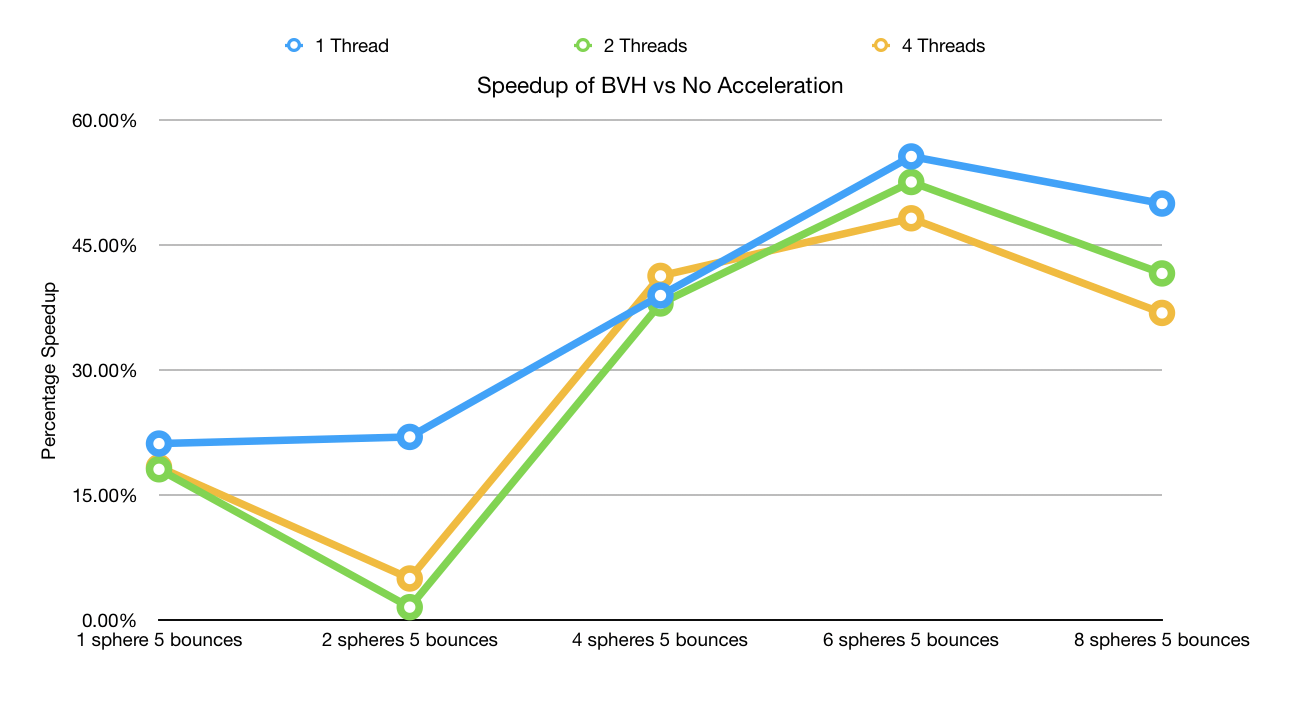 1 Thread 2 Threads 4 Threads
Speedup of BVH vs No Acceleration
60.00%
45.00%
30.00%
15.00%
0.00%
Percentage Speedup
1 sphere 5 bounces 2 spheres 5 bounces 4 spheres 5 bounces 6 spheres 5 bounces 8 spheres 5 bounces